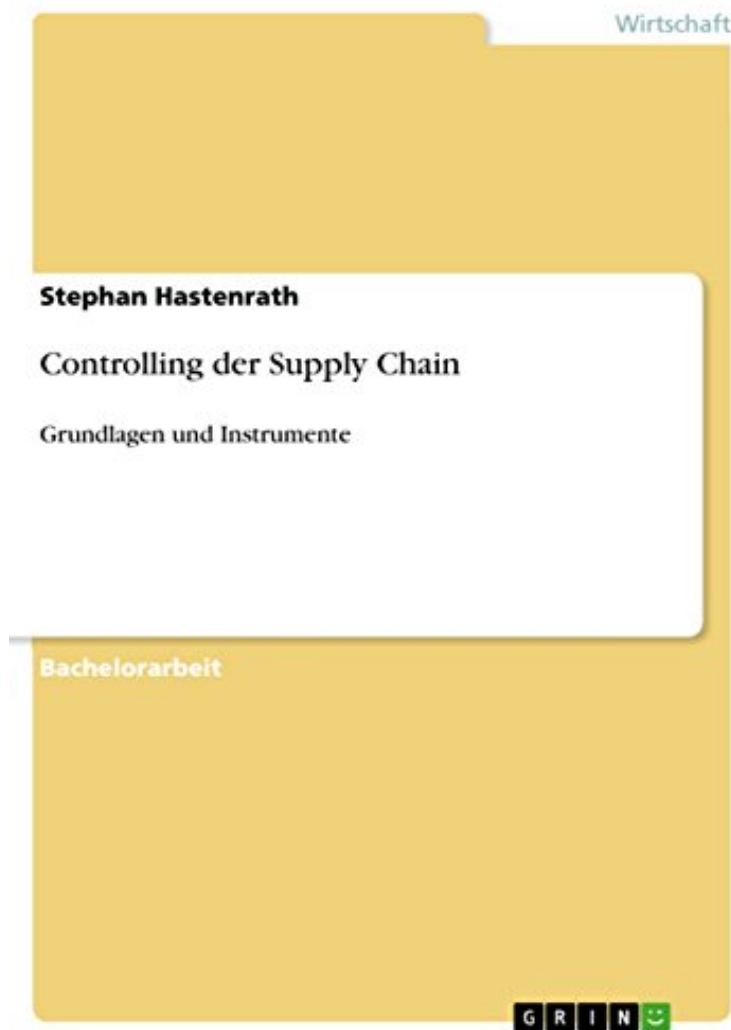 Wirtschaft
Stephan Hastenrath
Controlling der Supply Chain
Grundlagen und Instrumente
Bachelorarbeit
GRIN